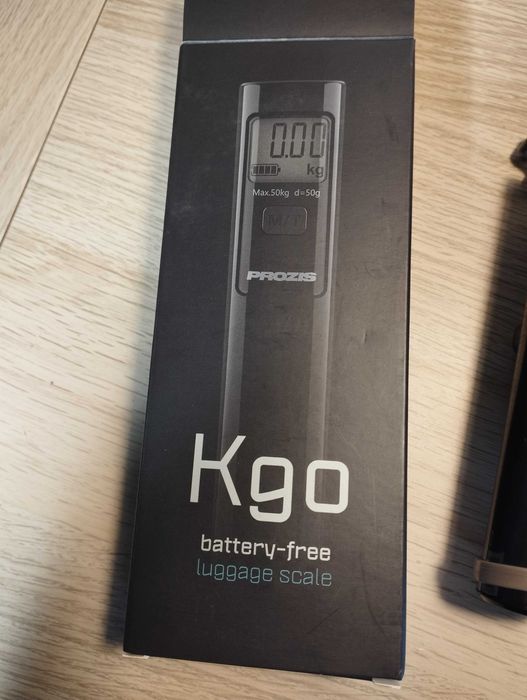 0.00
kg
Max.50kg d=50g
M/T
PROZIS
Kgo
battery-free
luggage scale